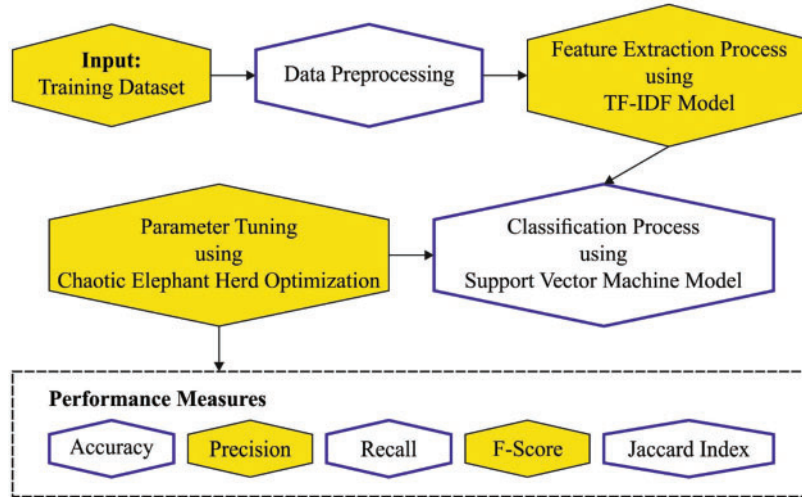 Input:
Training Dataset
Data Preprocessing
Feature Extraction Process
using
TF-IDF Model
Parameter Tuning
using
Chaotic Elephant Herd Optimization
Classification Process
using
Support Vector Machine Model
Performance Measures
Accuracy
Precision
Recall
F-Score
Jaccard Index